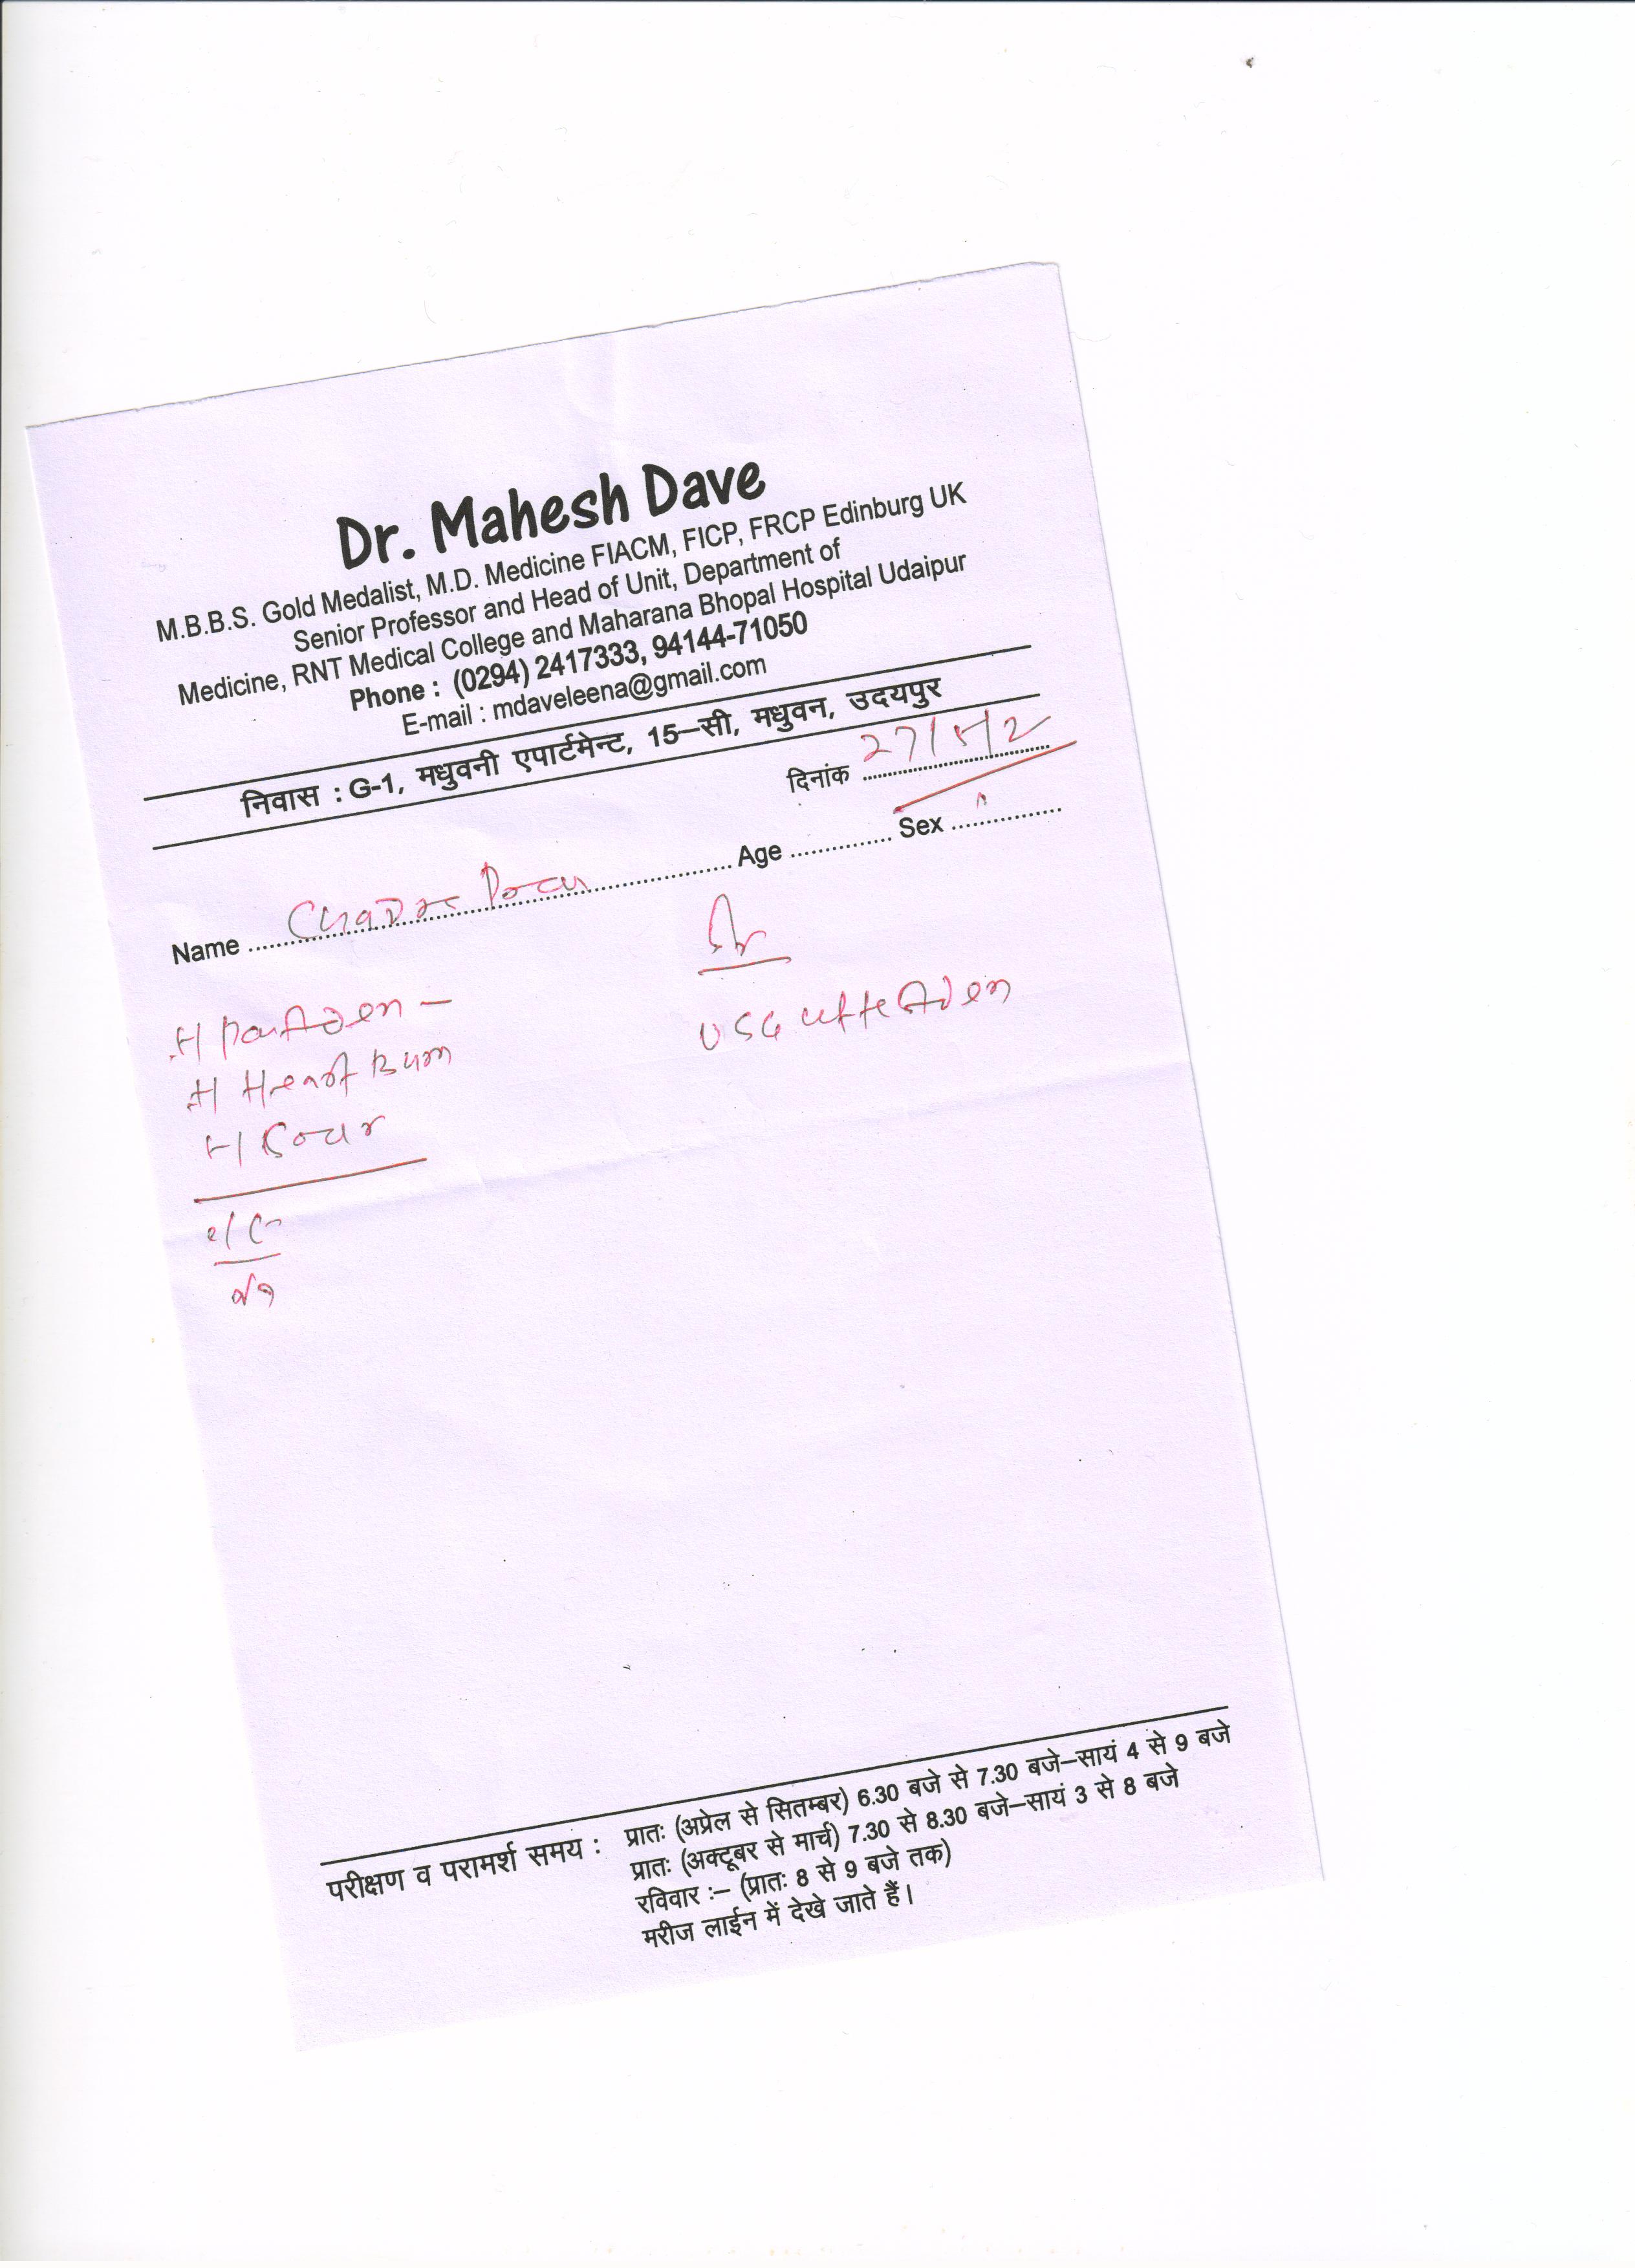 Dr. Mahesh Dave
M.B.B.S. Gold Medalist, M.D. Medicine FIACM, FICP, FRCP Edinburg UK
Senior Professor and Head of Unit, Department of
Medicine, RNT Medical College and Maharana Bhopal Hospital Udaipur
Phone : (0294) 2417333, 94144-71050
E-mail : mdaveleena@gmail.com
निवास : G-1, मधुवनी एपार्टमेन्ट, 15–सी, मधुवन, उदयपुर
दिनांक 27/
Name Age Sex
Heart Burn
USG
परीक्षण व परामर्श समय : प्रातः (अप्रेल से सितम्बर) 6.30 बजे से 7.30 बजे–सायं 4 से 9 बजे
प्रातः (अक्टूबर से मार्च) 7.30 से 8.30 बजे–सायं 3 से 8 बजे
रविवार :– (प्रातः 8 से 9 बजे तक)
मरीज लाईन में देखे जाते हैं।